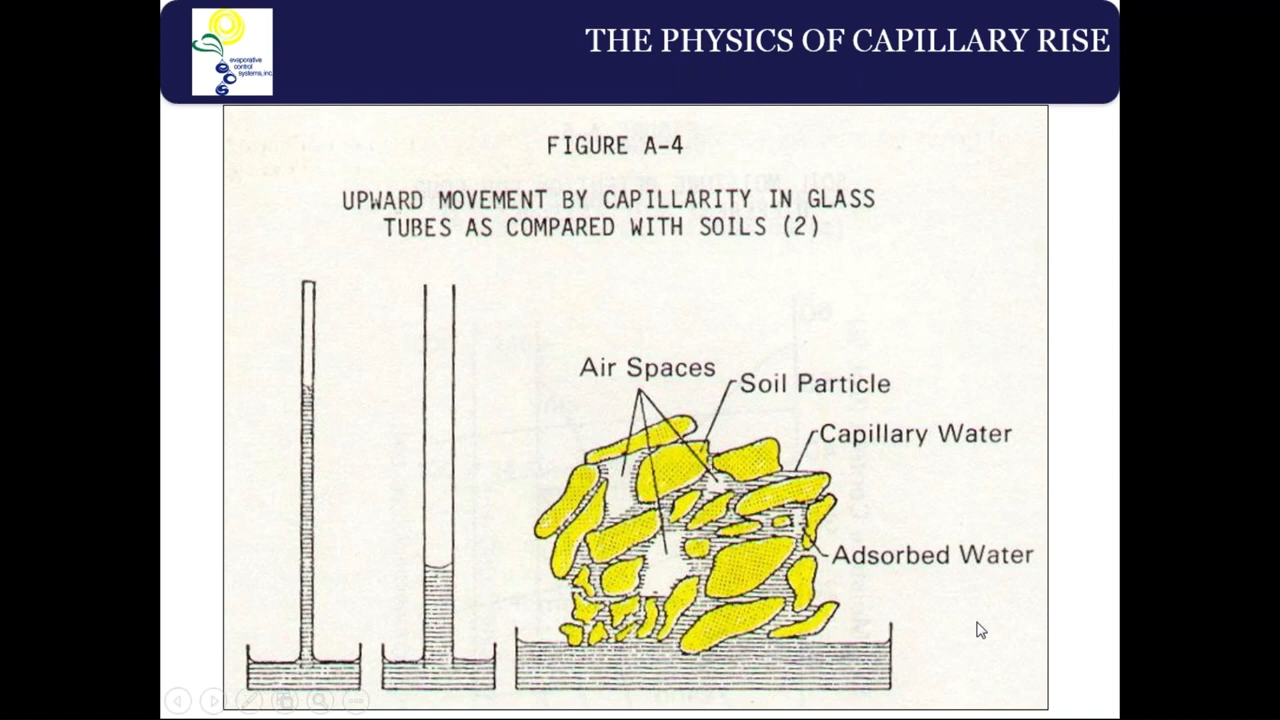 THE PHYSICS OF CAPILLARY RISE
evaporative
control
systems, inc.
ecs
FIGURE A-4
UPWARD MOVEMENT BY CAPILLARITY IN GLASS
TUBES AS COMPARED WITH SOILS (2)
Air Spaces
Soil Particle
Capillary Water
Adsorbed Water